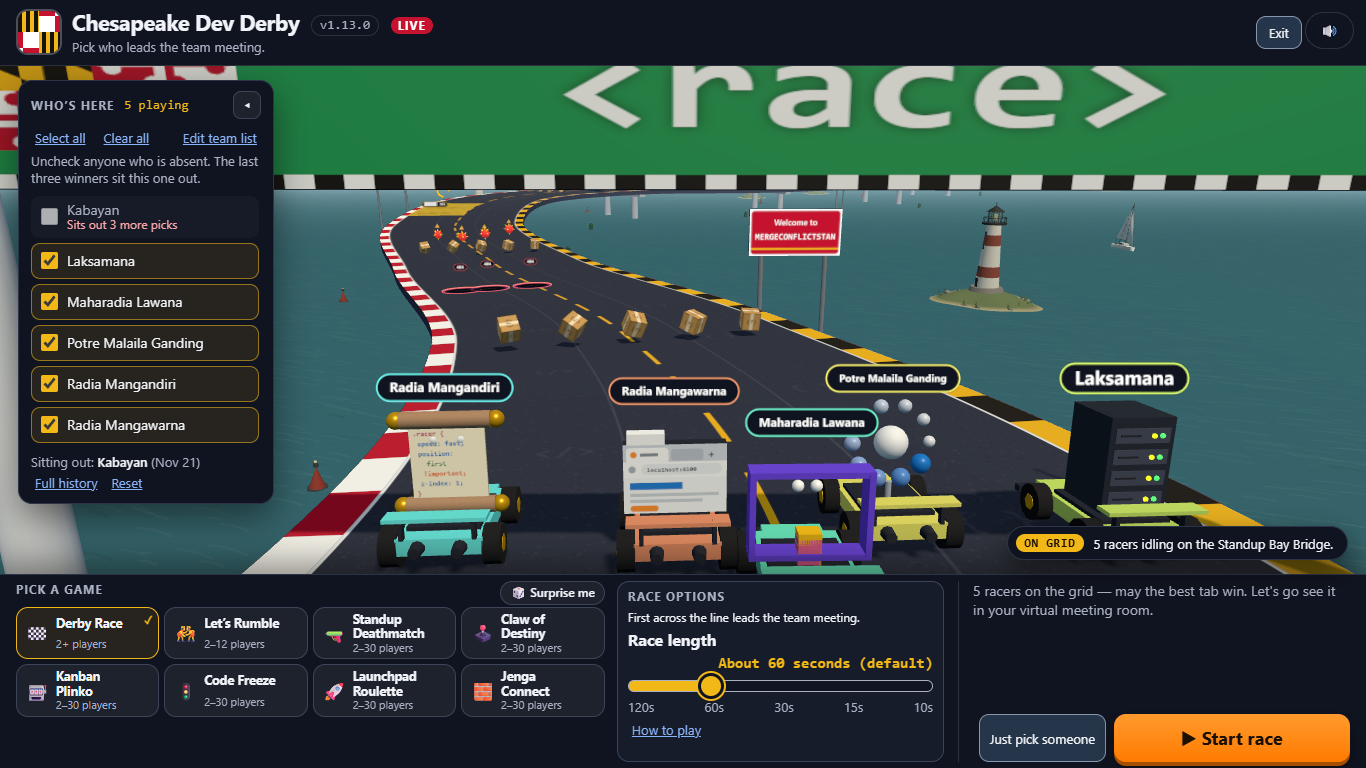 Chesapeake Dev Derby
v1.13.0
LIVE
Pick who leads the team meeting.
Exit
<race>
WHO'S HERE 5 playing
Select all Clear all Edit team list
Uncheck anyone who is absent. The last
three winners sit this one out.
Kabayan
Sits out 3 more picks
Laksamana
Maharadia Lawana
Potre Malaila Ganding
Radia Mangandiri
Radia Mangawarna
Sitting out: Kabayan (Nov 21)
Full history Reset
Welcome to
MERGECONFLICTSTAN
Radia Mangandiri
Radia Mangawarna
Potre Malaila Ganding
Maharadia Lawana
Laksamana
.racer {
speed: fast;
position:
first
!important;
z-index: 1;
}
localhost:4100
ON GRID 5 racers idling on the Standup Bay Bridge.
PICK A GAME
Surprise me
Derby Race
2+ players
Let's Rumble
2–12 players
Standup
Deathmatch
2–30 players
Claw of
Destiny
2–30 players
Kanban
Plinko
2–30 players
Code Freeze
2–30 players
Launchpad
Roulette
2–30 players
Jenga
Connect
2–30 players
RACE OPTIONS
First across the line leads the team meeting.
Race length
About 60 seconds (default)
120s 60s 30s 15s 10s
How to play
5 racers on the grid — may the best tab win. Let's go see it
in your virtual meeting room.
Just pick someone
Start race